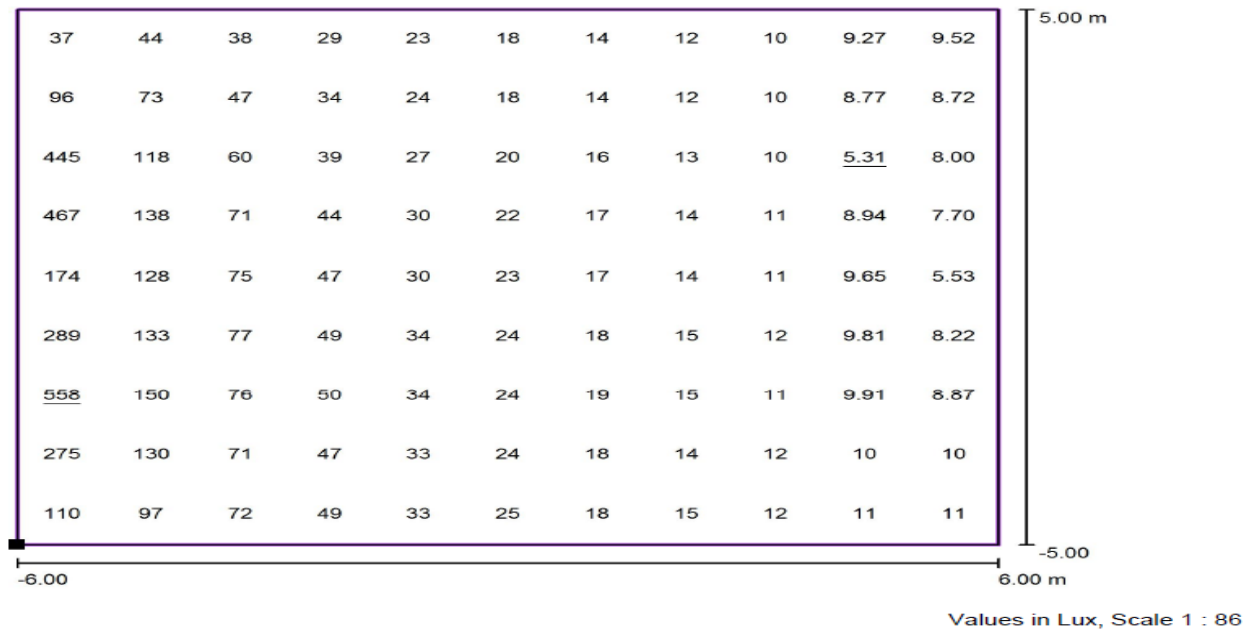 5.00 m
37 44 38 29 23 18 14 12 10 9.27 9.52
96 73 47 34 24 18 14 12 10 8.77 8.72
445 118 60 39 27 20 16 13 10 5.31 8.00
467 138 71 44 30 22 17 14 11 8.94 7.70
174 128 75 47 30 23 17 14 11 9.65 5.53
289 133 77 49 34 24 18 15 12 9.81 8.22
558 150 76 50 34 24 19 15 11 9.91 8.87
275 130 71 47 33 24 18 14 12 10 10
110 97 72 49 33 25 18 15 12 11 11
-5.00
-6.00 6.00 m
Values in Lux, Scale 1 : 86